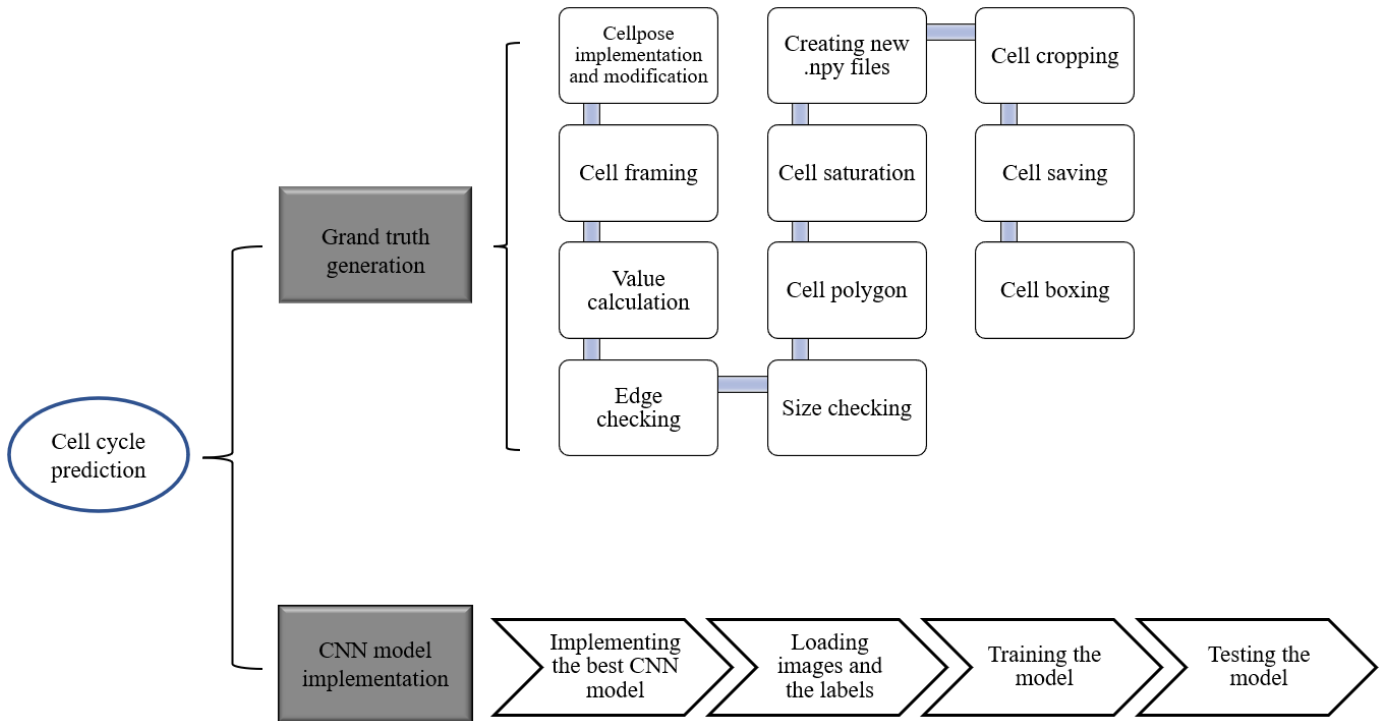 Cell cycle
prediction
Grand truth
generation
Cellpose
implementation
and modification
Cell framing
Value
calculation
Edge
checking
Size checking
Cell polygon
Cell saturation
Creating new
.npy files
Cell cropping
Cell saving
Cell boxing
CNN model
implementation
Implementing
the best CNN
model
Loading
images and
the labels
Training the
model
Testing the
model